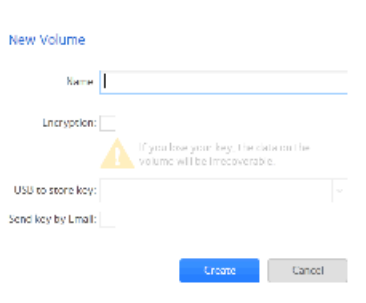 New Volume
Name
Encryption:
If you lose your key, the data on the
volume will be irrecoverable.
USB to store key:
Send key by Email:
Create Cancel